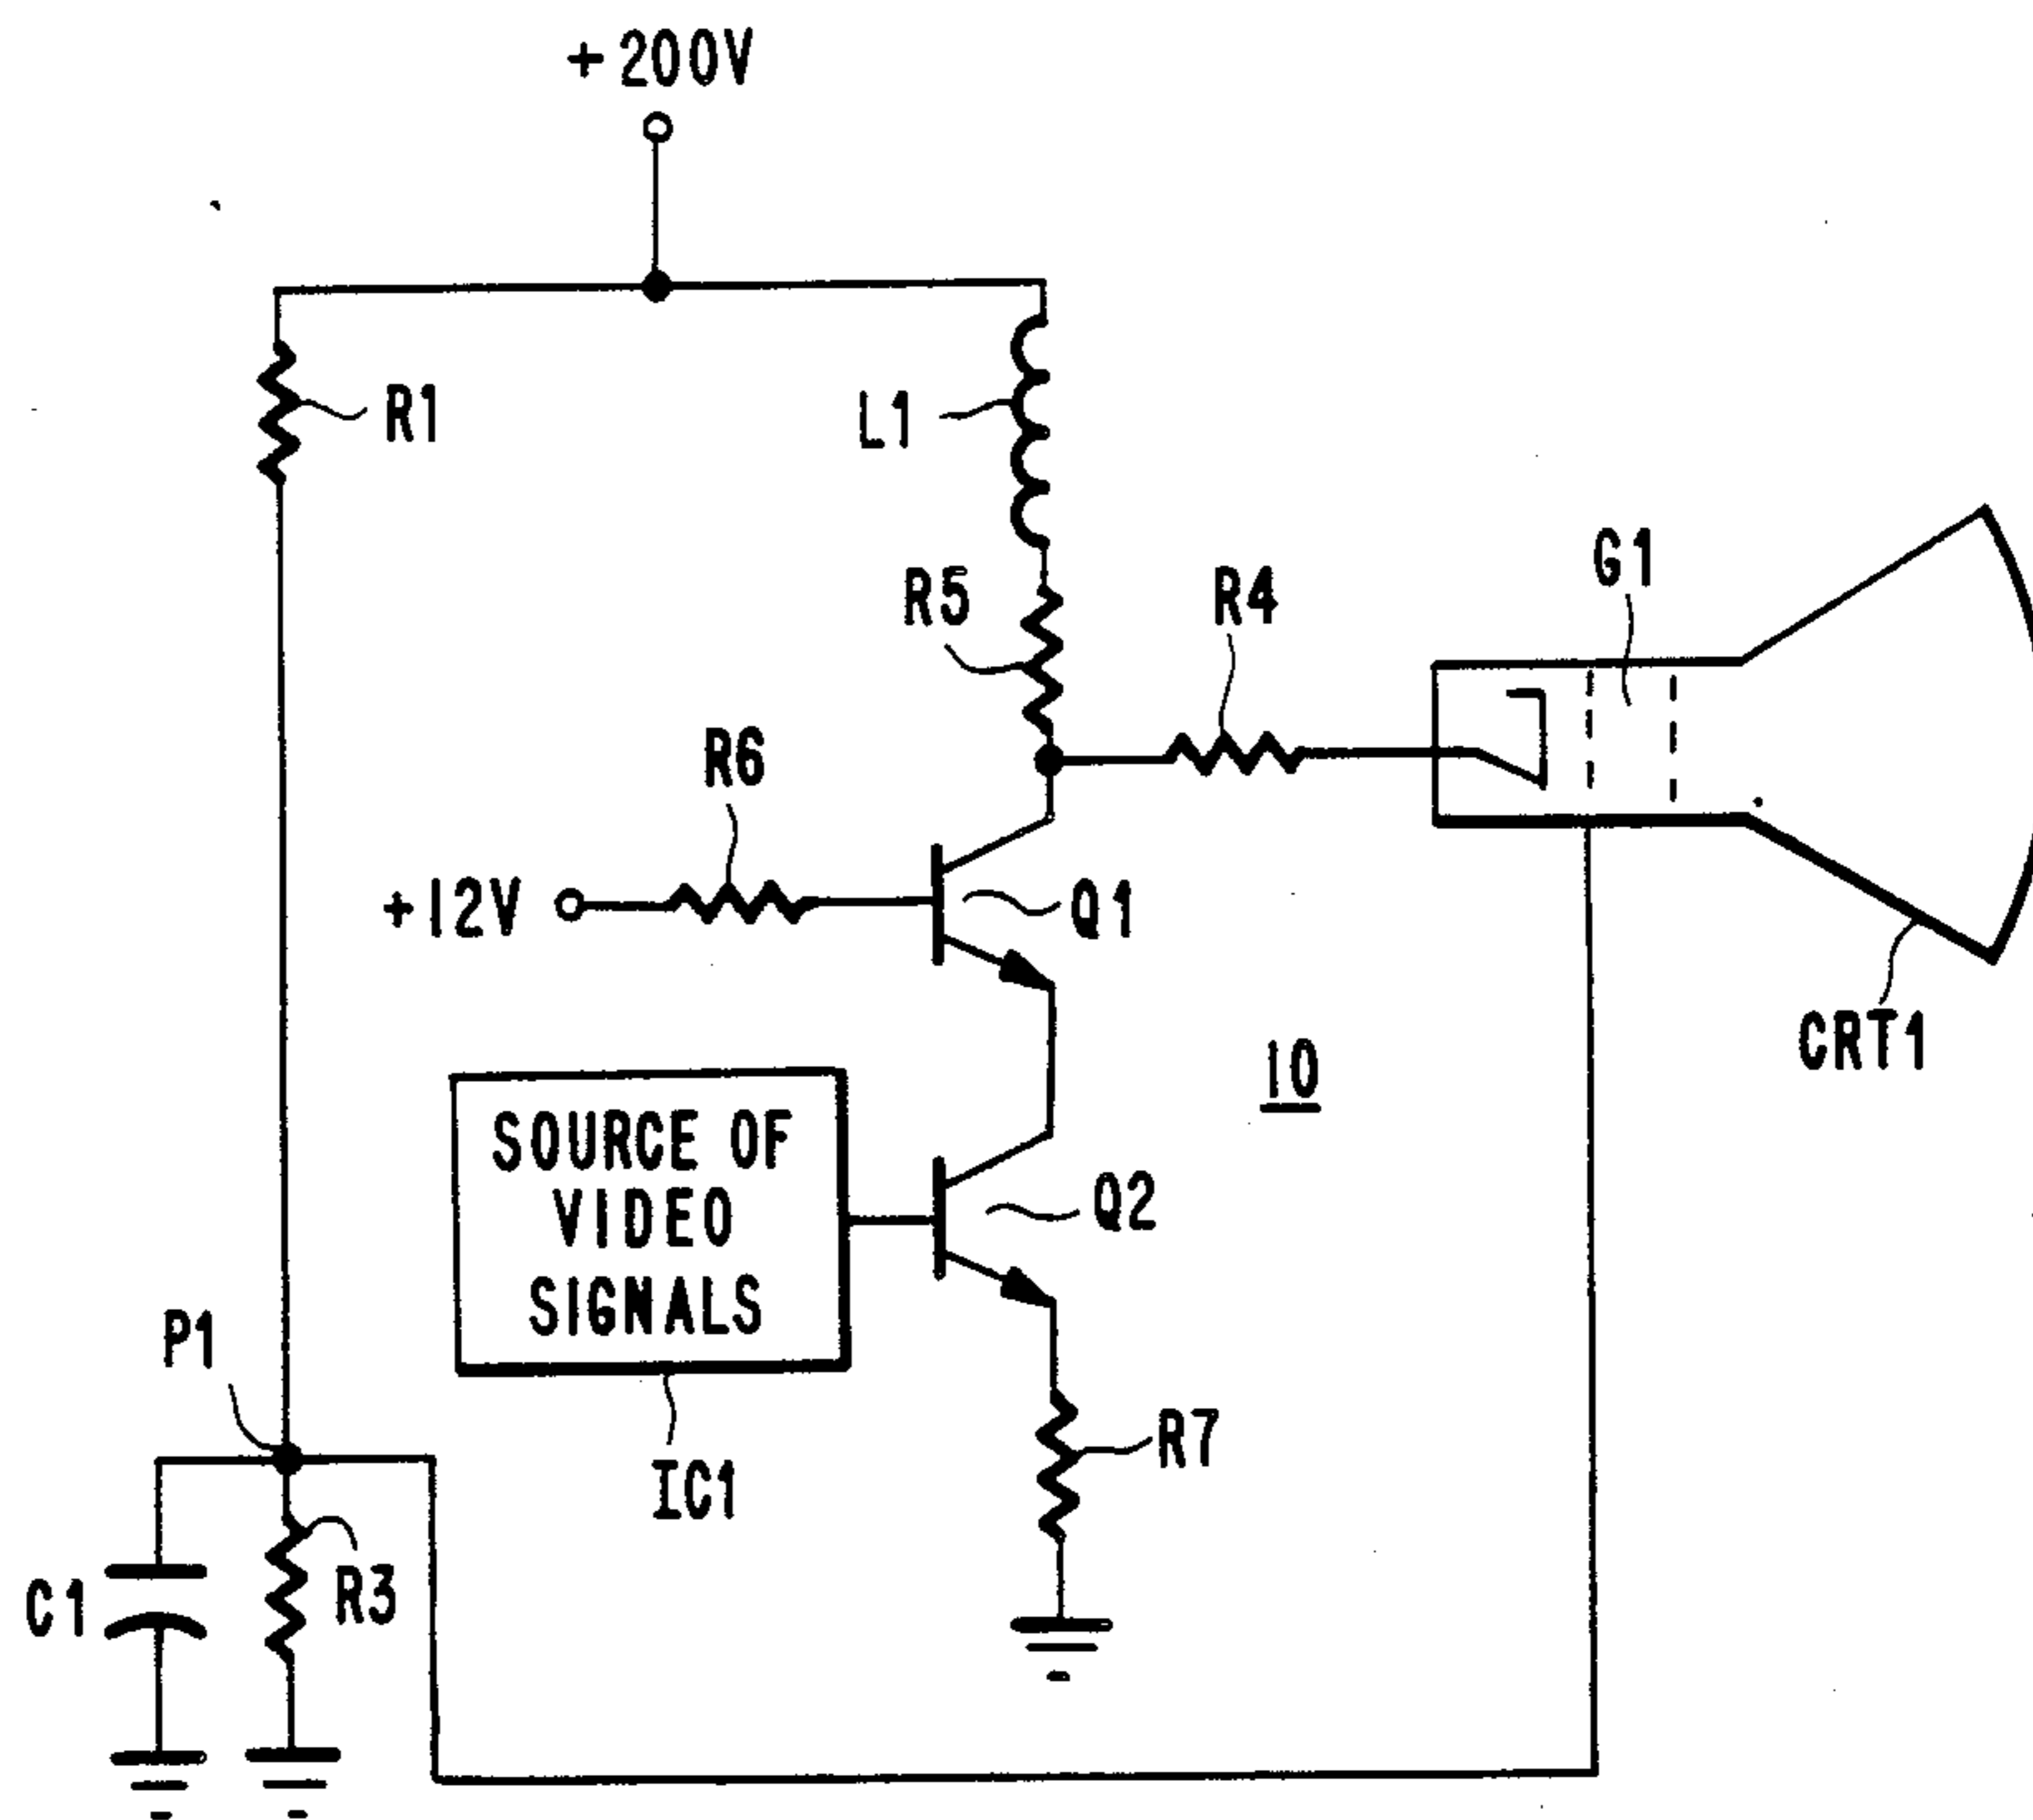 +200V
R1
L1
R5
R4
G1
R6
+12V
Q1
CRT1
10
SOURCE OF
VIDEO
SIGNALS
Q2
P1
IC1
R7
C1
R3